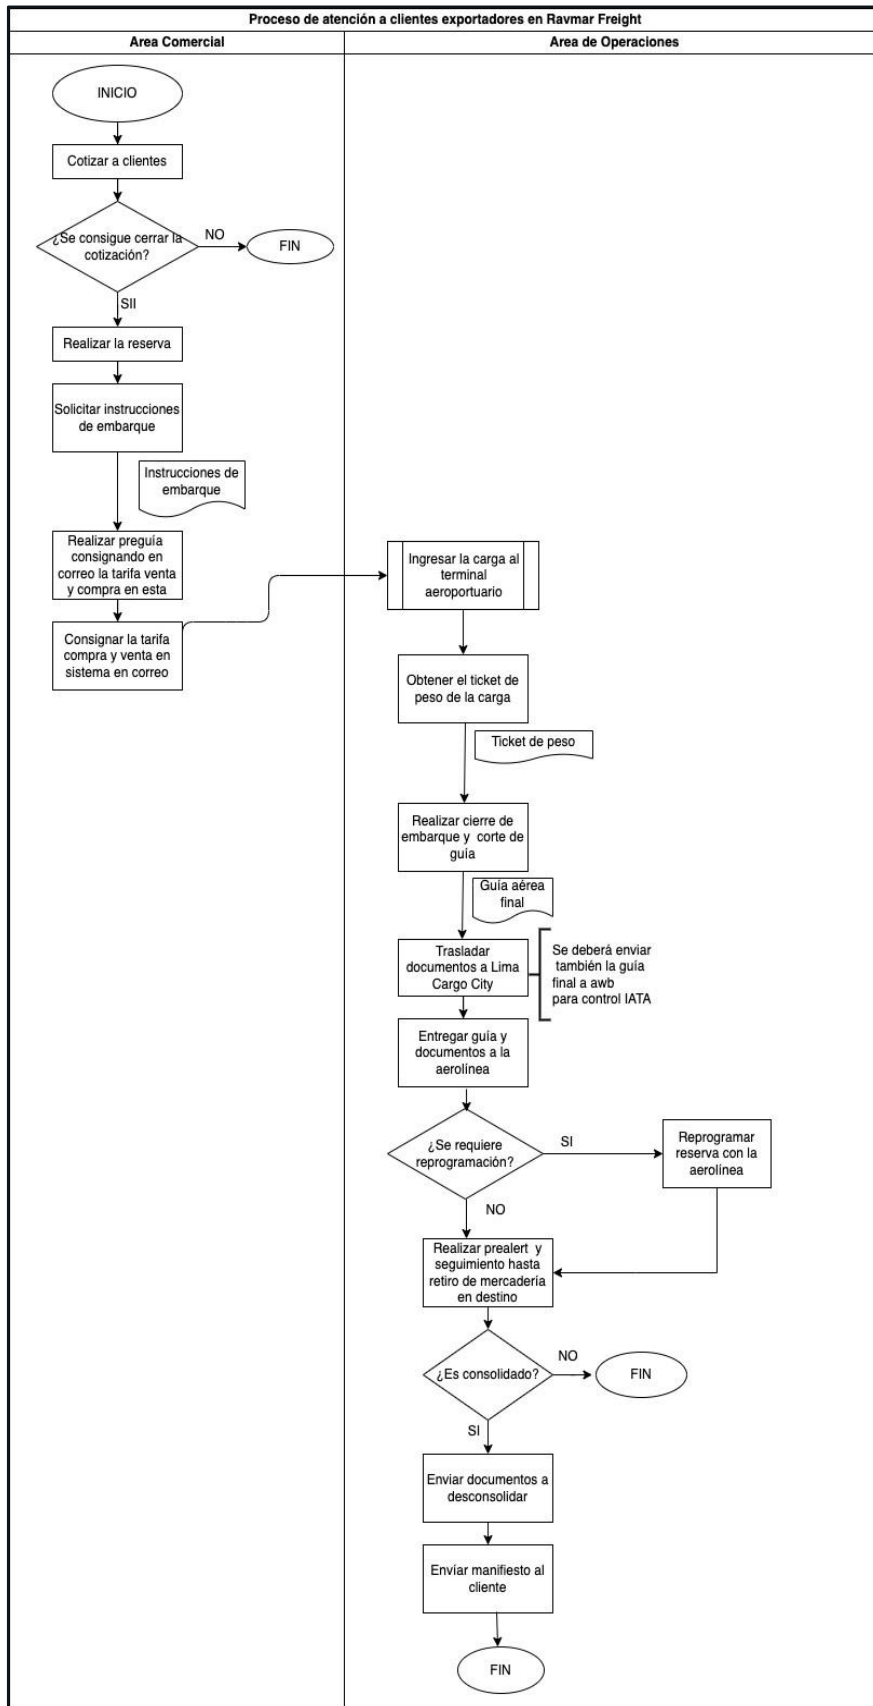 Proceso de atención a clientes exportadores en Ravmar Freight
Area Comercial
Area de Operaciones
INICIO
Cotizar a clientes
¿Se consigue cerrar la
cotización?
NO
FIN
SII
Realizar la reserva
Solicitar instrucciones
de embarque
Instrucciones de
embarque
Realizar preguía
consignando en
correo la tarifa venta
y compra en esta
Consignar la tarifa
compra y venta en
sistema en correo
Ingresar la carga al
terminal
aeroportuario
Obtener el ticket de
peso de la carga
Ticket de peso
Realizar cierre de
embarque y corte de
guía
Guía aérea
final
Trasladar
documentos a Lima
Cargo City
Se deberá enviar
también la guía
final a awb
para control IATA
Entregar guía y
documentos a la
aerolínea
¿Se requiere
reprogramación?
SI
Reprogramar
reserva con la
aerolínea
NO
Realizar prealert y
seguimiento hasta
retiro de mercadería
en destino
¿Es consolidado?
NO
FIN
SI
Enviar documentos a
desconsolidar
Envíar manifiesto al
cliente
FIN